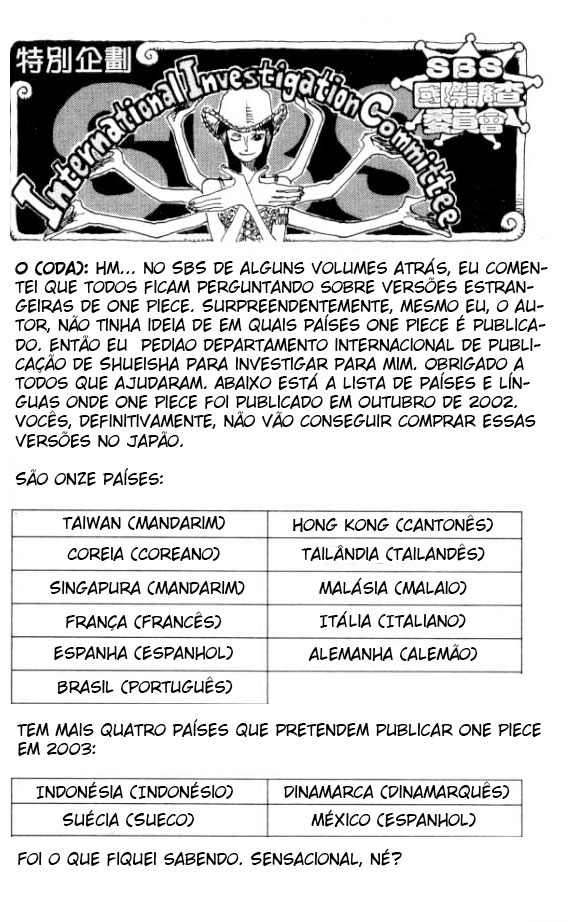 特別企劃
International Investigation Committee
SBS
國際調查
委員會
O (ODA): HM... NO SBS DE ALGUNS VOLUMES ATRÁS, EU COMEN-
TEI QUE TODOS FICAM PERGUNTANDO SOBRE VERSÕES ESTRAN-
GEIRAS DE ONE PIECE. SURPREENDENTEMENTE, MESMO EU, O AU-
TOR, NÃO TINHA IDEIA DE EM QUAIS PAÍSES ONE PIECE É PUBLICA-
DO. ENTÃO EU PEDIAO DEPARTAMENTO INTERNACIONAL DE PUBLI-
CAÇÃO DE SHUEISHA PARA INVESTIGAR PARA MIM. OBRIGADO A
TODOS QUE AJUDARAM. ABAIXO ESTÁ A LISTA DE PAÍSES E LÍN-
GUAS ONDE ONE PIECE FOI PUBLICADO EM OUTUBRO DE 2002.
VOCÊS, DEFINITIVAMENTE, NÃO VÃO CONSEGUIR COMPRAR ESSAS
VERSÕES NO JAPÃO.
SÃO ONZE PAÍSES:
TAIWAN (MANDARIM) HONG KONG (CANTONÊS)
COREIA (COREANO) TAILÂNDIA (TAILANDÊS)
SINGAPURA (MANDARIM) MALÁSIA (MALAIO)
FRANÇA (FRANCÊS) ITÁLIA (ITALIANO)
ESPANHA (ESPANHOL) ALEMANHA (ALEMÃO)
BRASIL (PORTUGUÊS)
TEM MAIS QUATRO PAÍSES QUE PRETENDEM PUBLICAR ONE PIECE
EM 2003:
INDONÉSIA (INDONÉSIO) DINAMARCA (DINAMARQUÊS)
SUÉCIA (SUECO) MÉXICO (ESPANHOL)
FOI O QUE FIQUEI SABENDO. SENSACIONAL, NÉ?